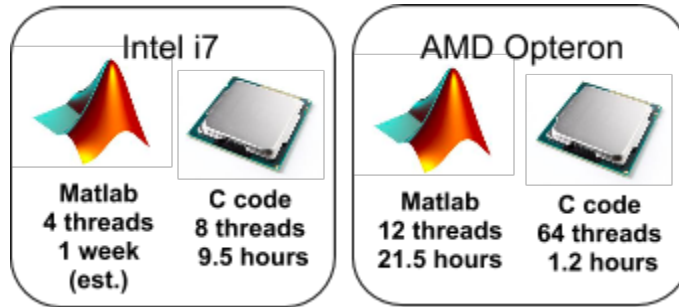 Intel i7
Matlab
4 threads
1 week
(est.)
C code
8 threads
9.5 hours
AMD Opteron
Matlab
12 threads
21.5 hours
C code
64 threads
1.2 hours